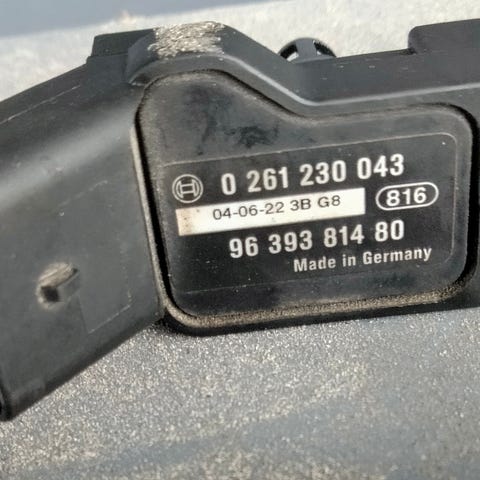 0 261 230 043
04-06-22 3B G8 816
96 393 814 80
Made in Germany